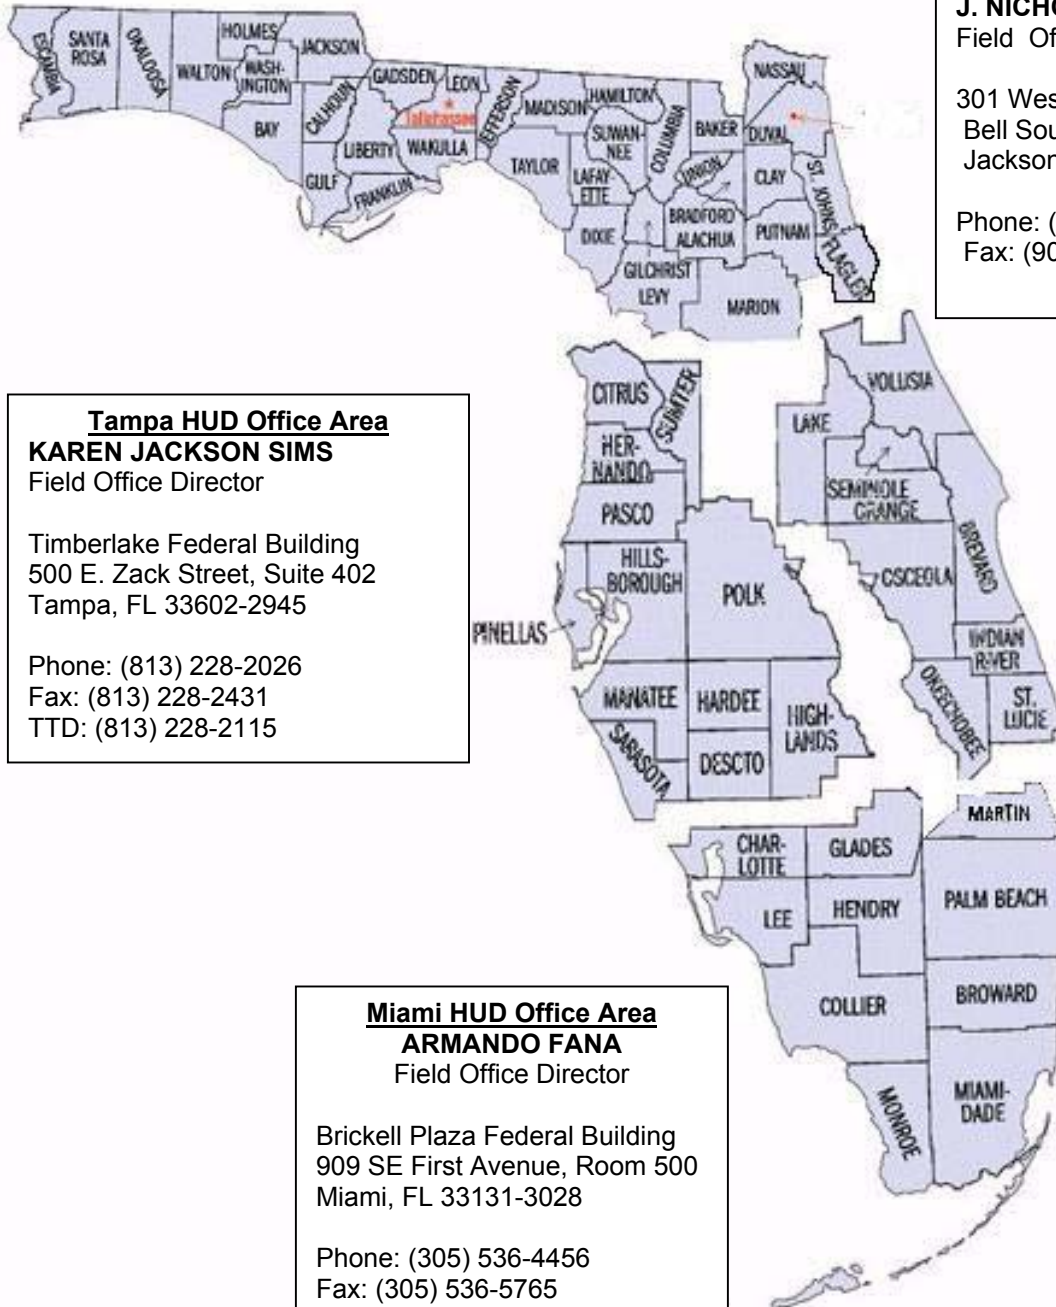 J. NICHO
Field Of
301 Wes
Bell Sou
Jackson
Phone: (
Fax: (90
ESCAMBIA
SANTA
ROSA
OKALOOSA
WALTON
HOLMES
WASH-
INGTON
JACKSON
BAY
CALHOUN
GULF
LIBERTY
GADSDEN
LEON
Tallahassee
WAKULLA
FRANKLIN
JEFFERSON
MADISON
TAYLOR
HAMILTON
SUWAN-
NEE
LAFAY-
ETTE
DIXIE
COLUMBIA
BAKER
UNION
BRADFORD
ALACHUA
GILCHRIST
LEVY
NASSAU
DUVAL
CLAY
ST. JOHNS
PUTNAM
FLAGLER
MARION
Tampa HUD Office Area
KAREN JACKSON SIMS
Field Office Director
Timberlake Federal Building
500 E. Zack Street, Suite 402
Tampa, FL 33602-2945
Phone: (813) 228-2026
Fax: (813) 228-2431
TTD: (813) 228-2115
CITRUS
SUMTER
HER-
NANDO
PASCO
HILLS-
BOROUGH
POLK
PINELLAS
MANATEE
HARDEE
HIGH-
LANDS
SARASOTA
DESCTO
VOLUSIA
LAKE
SEMINOLE
CRANGE
BREVARD
OSCEOLA
INDIAN
RIVER
OKEECHOBEE
ST.
LUCIE
MARTIN
CHAR-
LOTTE
GLADES
PALM BEACH
LEE
HENDRY
COLLIER
BROWARD
MONROE
MIAMI-
DADE
Miami HUD Office Area
ARMANDO FANA
Field Office Director
Brickell Plaza Federal Building
909 SE First Avenue, Room 500
Miami, FL 33131-3028
Phone: (305) 536-4456
Fax: (305) 536-5765